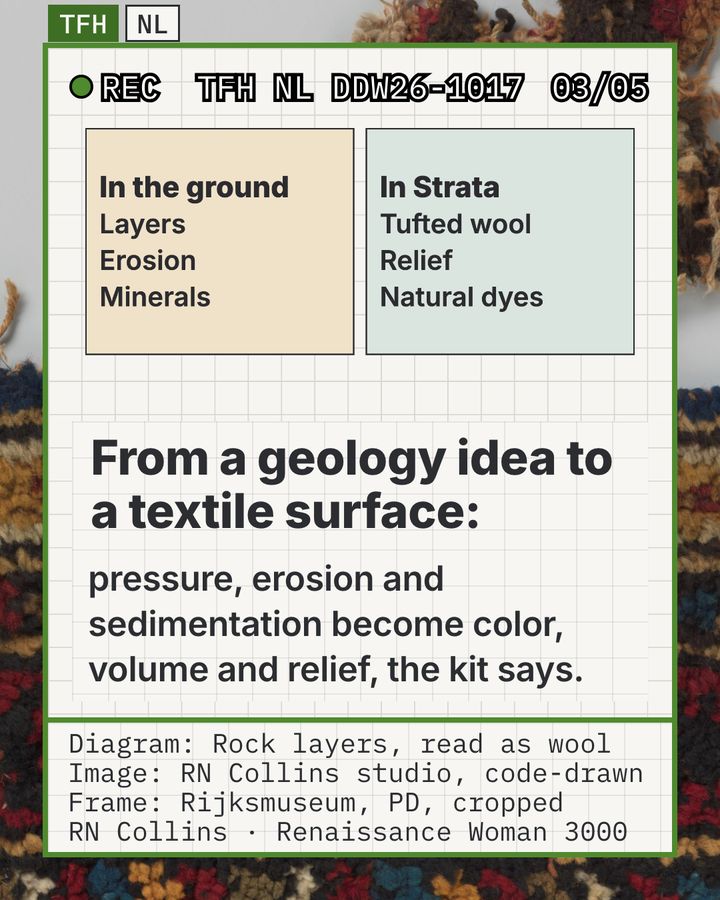 TFH NL
REC TFH NL DDW26-1017 03/05
In the ground
Layers
Erosion
Minerals
In Strata
Tufted wool
Relief
Natural dyes
From a geology idea to
a textile surface:
pressure, erosion and
sedimentation become color,
volume and relief, the kit says.
Diagram: Rock layers, read as wool
Image: RN Collins studio, code-drawn
Frame: Rijksmuseum, PD, cropped
RN Collins · Renaissance Woman 3000